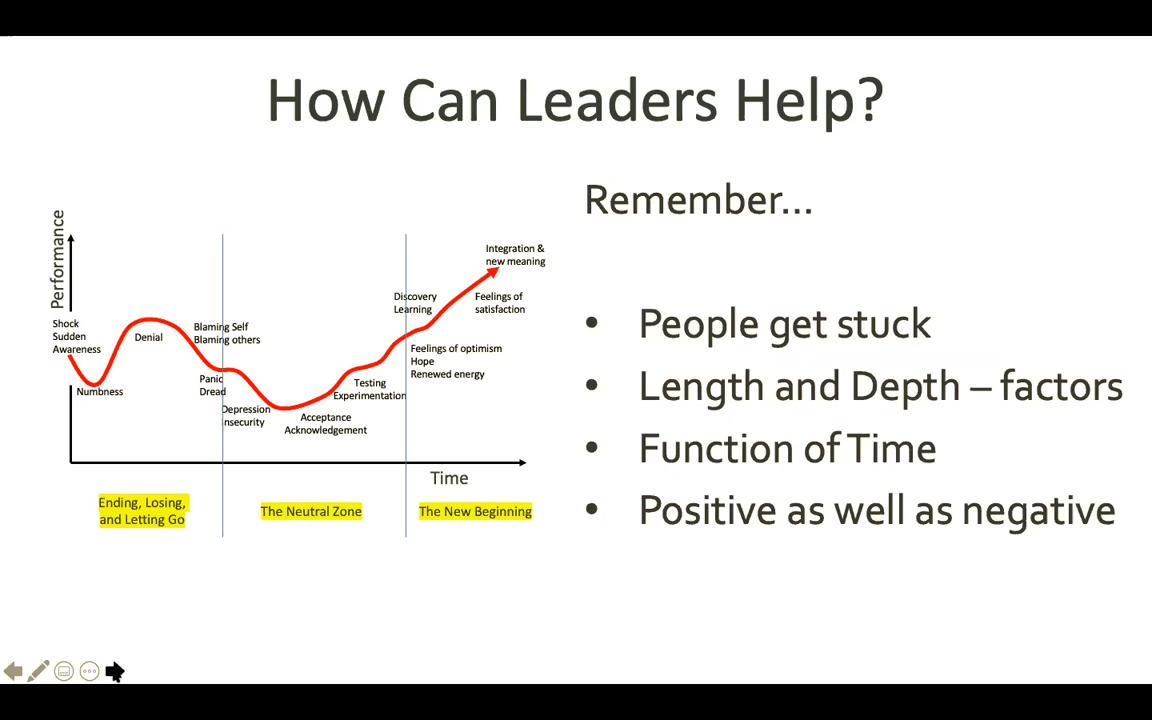 How Can Leaders Help?
Performance
Shock
Sudden
Awareness
Numbness
Denial
Blaming Self
Blaming others
Panic
Dread
Depression
nsecurity
Acceptance
Acknowledgement
Testing
Experimentation
Discovery
Learning
Feelings of optimism
Hope
Renewed energy
Integration &
new meaning
Feelings of
satisfaction
Time
Ending, Losing,
and Letting Go
The Neutral Zone
The New Beginning
Remember...
• People get stuck
• Length and Depth – factors
• Function of Time
• Positive as well as negative